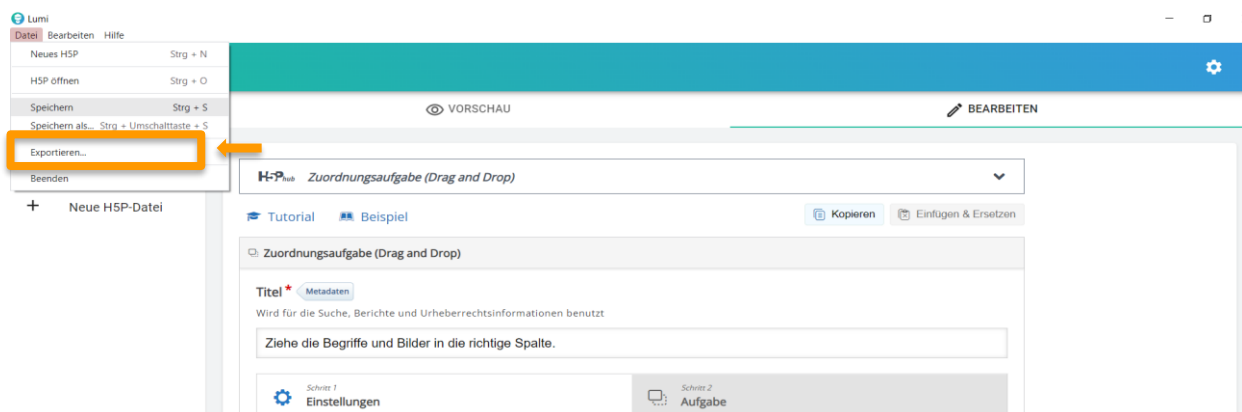 Lumi
Datei Bearbeiten Hilfe
Neues H5P Strg + N
H5P öffnen Strg + O
Speichern Strg + S
Speichern als... Strg + Umschalttaste + S
Exportieren...
Beenden
+ Neue H5P-Datei
VORSCHAU BEARBEITEN
H5P hub Zuordnungsaufgabe (Drag and Drop)
Tutorial Beispiel Kopieren Einfügen & Ersetzen
Zuordnungsaufgabe (Drag and Drop)
Titel * Metadaten
Wird für die Suche, Berichte und Urheberrechtsinformationen benutzt
Ziehe die Begriffe und Bilder in die richtige Spalte.
Schritt 1 Schritt 2
Einstellungen Aufgabe